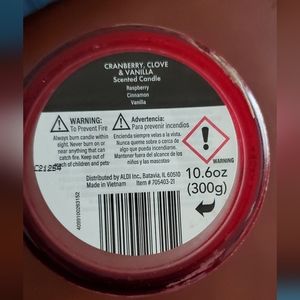 CRANBERRY, CLOVE
& VANILLA
Scented Candle
Raspberry
Cinnamon
Vanilla
WARNING:
To Prevent Fire
Always burn candle within
sight. Never burn on or
near anything that can
catch fire. Keep out of
reach of children and pets
Advertencia:
Para prevenir incendios
Encienda siempre velas a la vista.
Nunca queme sobre o cerca de
algo que pueda incendiarse.
Mantener fuera del alcance de los
niños y las mascotas
WARNING
10.6oz
(300g)
Distributed by ALDI Inc., Batavia, IL 60510
Made in Vietnam Item # 705403-21
4099100263152